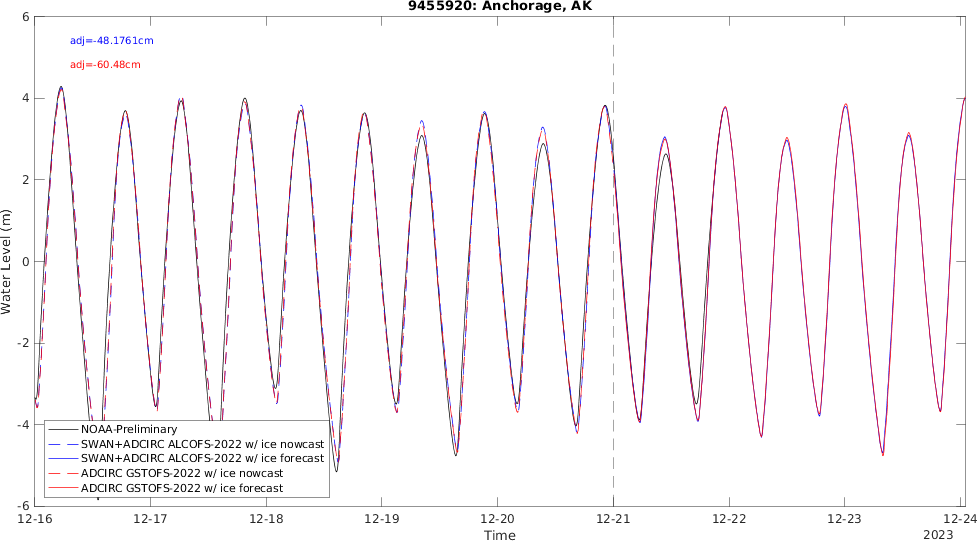 9455920: Anchorage, AK
adj=-48.1761cm
adj=-60.48cm
6
4
2
0
-2
-4
-6
Water Level (m)
NOAA-Preliminary
SWAN+ADCIRC ALCOFS-2022 w/ ice nowcast
SWAN+ADCIRC ALCOFS-2022 w/ ice forecast
ADCIRC GSTOFS-2022 w/ ice nowcast
ADCIRC GSTOFS-2022 w/ ice forecast
12-16 12-17 12-18 12-19 12-20 12-21 12-22 12-23 12-24
Time
2023